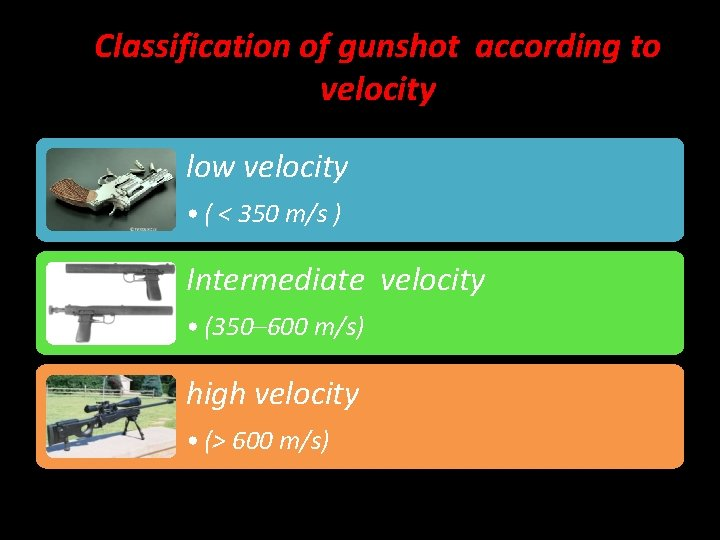 Classification of gunshot according to
velocity
low velocity
• ( < 350 m/s )
Intermediate velocity
• (350–600 m/s)
high velocity
• (> 600 m/s)